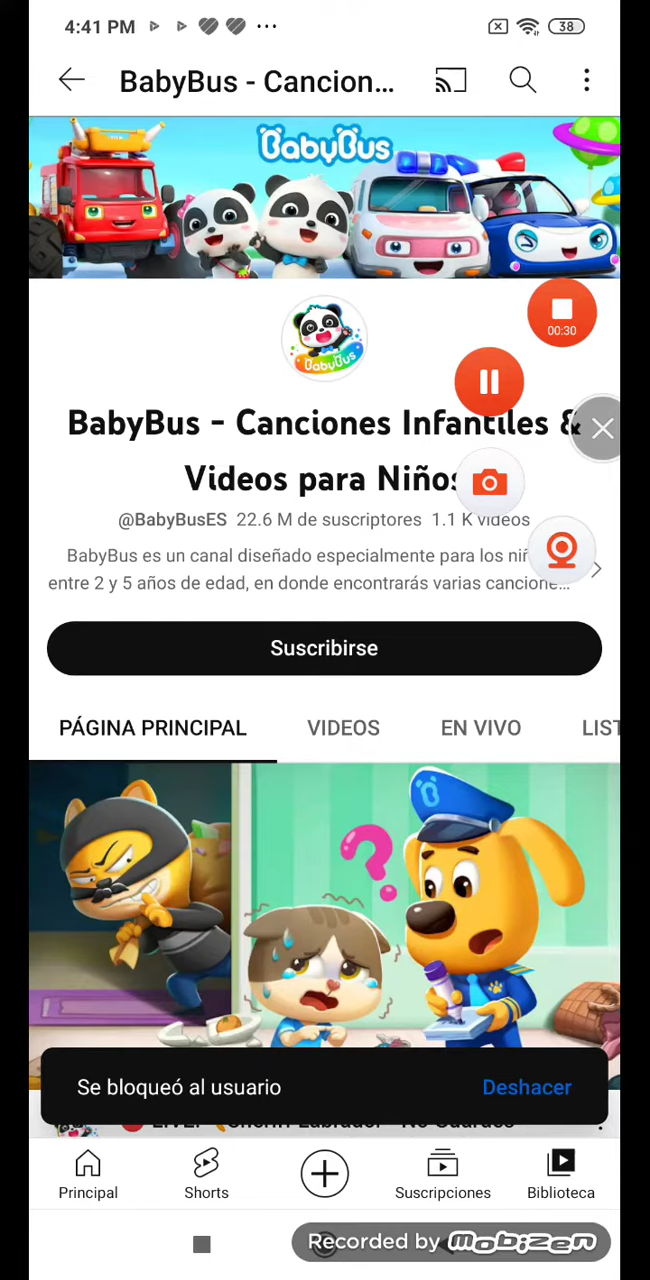 4:41 PM
38
BabyBus - Cancion...
BabyBus
00:30
BabyBus
BabyBus - Canciones Infantiles &
Videos para Niños
@BabyBusES 22.6 M de suscriptores 1.1 K videos
BabyBus es un canal diseñado especialmente para los niñ
entre 2 y 5 años de edad, en donde encontrarás varias cancione...
Suscribirse
PÁGINA PRINCIPAL
VIDEOS
EN VIVO
LIST
?
Se bloqueó al usuario
Deshacer
Principal
Shorts
Suscripciones
Biblioteca
Recorded by mobizen